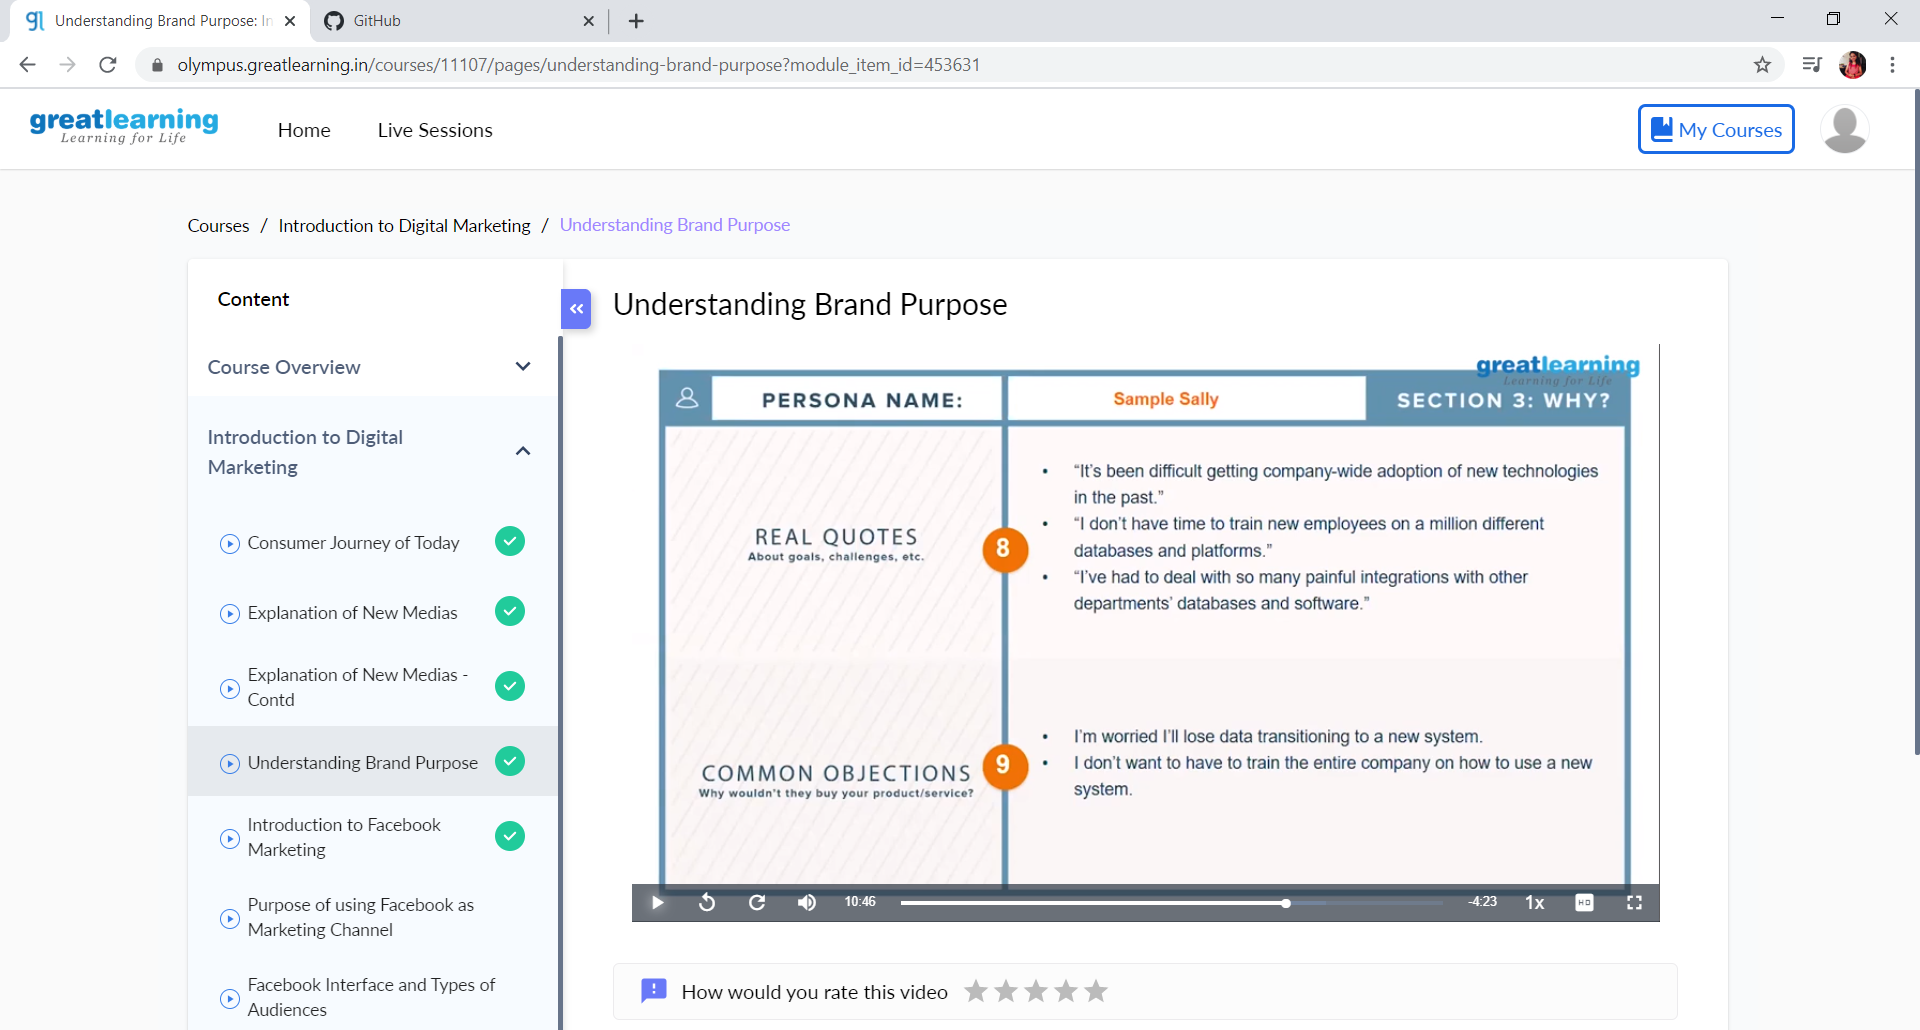 Understanding Brand Purpose: In
GitHub
olympus.greatlearning.in/courses/11107/pages/understanding-brand-purpose?module_item_id=453631
greatlearning
Learning for Life
Home
Live Sessions
My Courses
Courses / Introduction to Digital Marketing / Understanding Brand Purpose
Content
Course Overview
Introduction to Digital
Marketing
Consumer Journey of Today
Explanation of New Medias
Explanation of New Medias -
Contd
Understanding Brand Purpose
Introduction to Facebook
Marketing
Purpose of using Facebook as
Marketing Channel
Facebook Interface and Types of
Audiences
Understanding Brand Purpose
greatlearning
Learning for Life
PERSONA NAME:
Sample Sally
SECTION 3: WHY?
REAL QUOTES
About goals, challenges, etc.
8
• “It’s been difficult getting company-wide adoption of new technologies
in the past.”
• “I don’t have time to train new employees on a million different
databases and platforms.”
• “I’ve had to deal with so many painful integrations with other
departments’ databases and software.”
COMMON OBJECTIONS
Why wouldn't they buy your product/service?
9
• I’m worried I’ll lose data transitioning to a new system.
• I don’t want to have to train the entire company on how to use a new
system.
10:46
-4:23
1x
HD
How would you rate this video